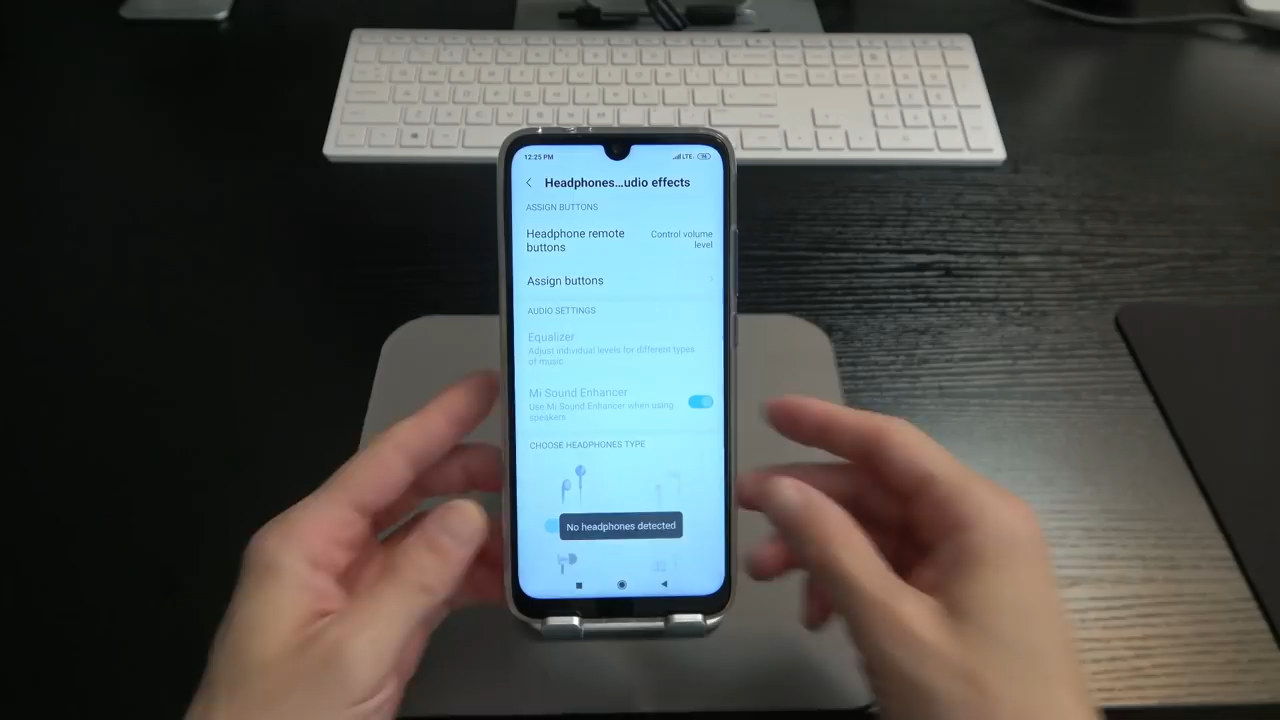 12:25 PM
LTE
Headphones...udio effects
ASSIGN BUTTONS
Headphone remote
buttons
Control volume
level
Assign buttons
AUDIO SETTINGS
Equalizer
Adjust individual levels for different types
of music.
Mi Sound Enhancer
Use Mi Sound Enhancer when using
speakers
CHOOSE HEADPHONES TYPE
No headphones detected